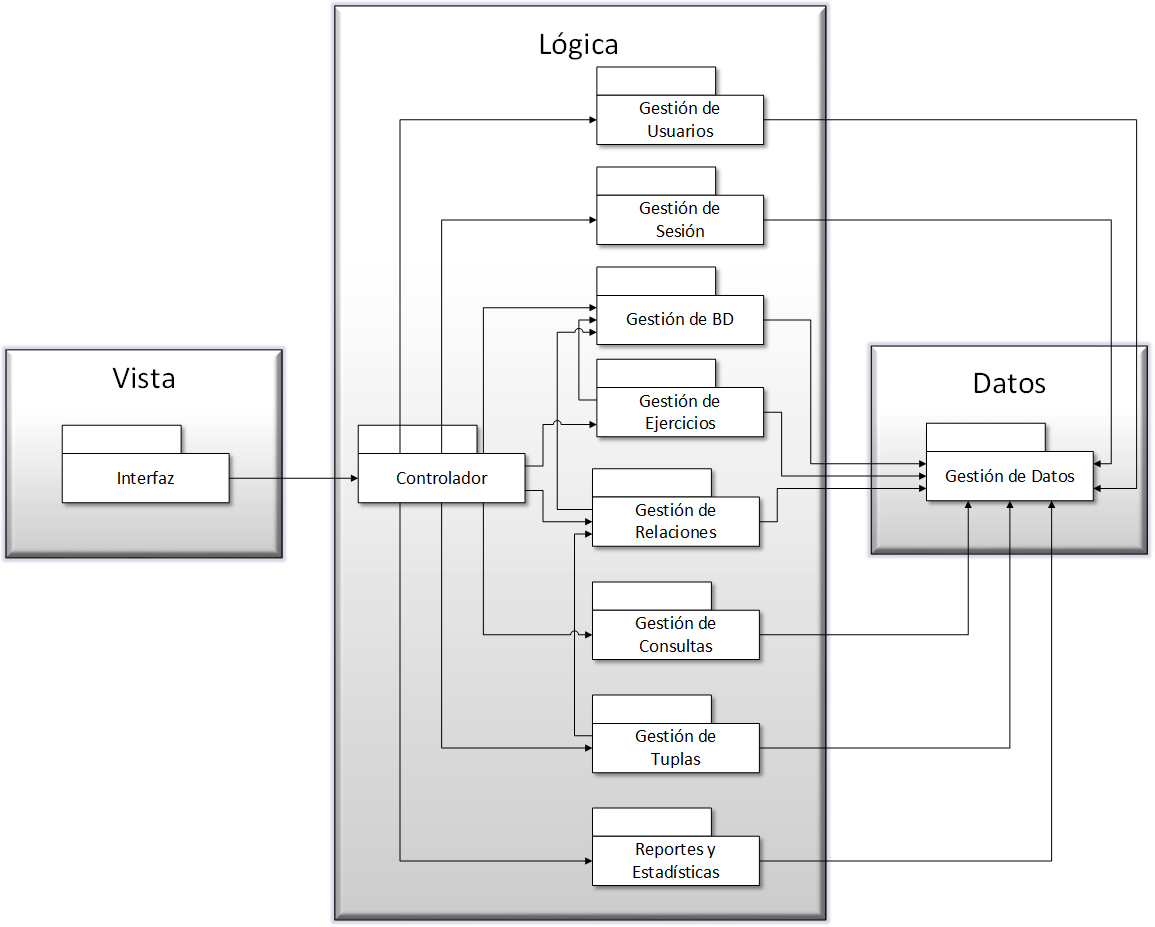 Lógica
Gestión de
Usuarios
Gestión de
Sesión
Gestión de BD
Gestión de
Ejercicios
Vista
Datos
Interfaz
Controlador
Gestión de Datos
Gestión de
Relaciones
Gestión de
Consultas
Gestión de
Tuplas
Reportes y
Estadísticas